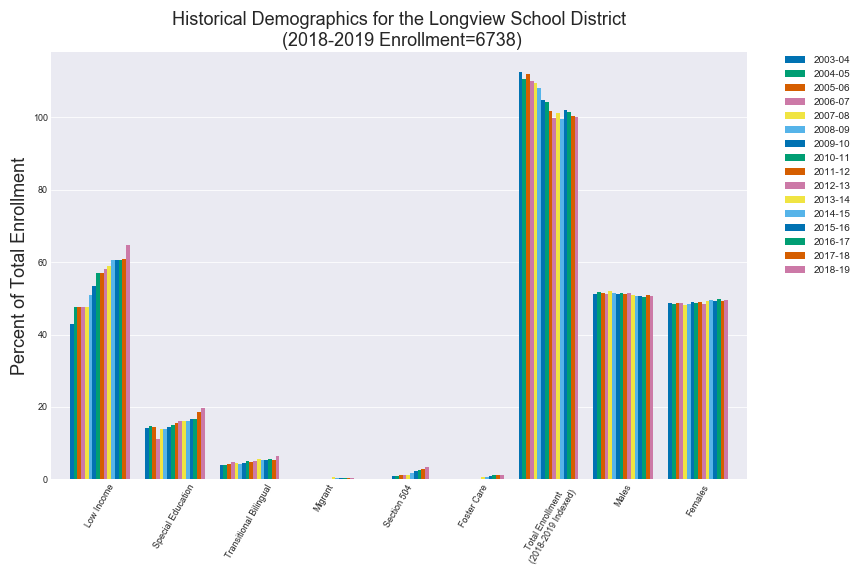 Historical Demographics for the Longview School District
(2018-2019 Enrollment=6738)
Percent of Total Enrollment
100
80
60
40
20
0
Low Income
Special Education
Transitional Bilingual
Migrant
Section 504
Foster Care
Total Enrollment
(2018-2019 Indexed)
Males
Females
2003-04
2004-05
2005-06
2006-07
2007-08
2008-09
2009-10
2010-11
2011-12
2012-13
2013-14
2014-15
2015-16
2016-17
2017-18
2018-19